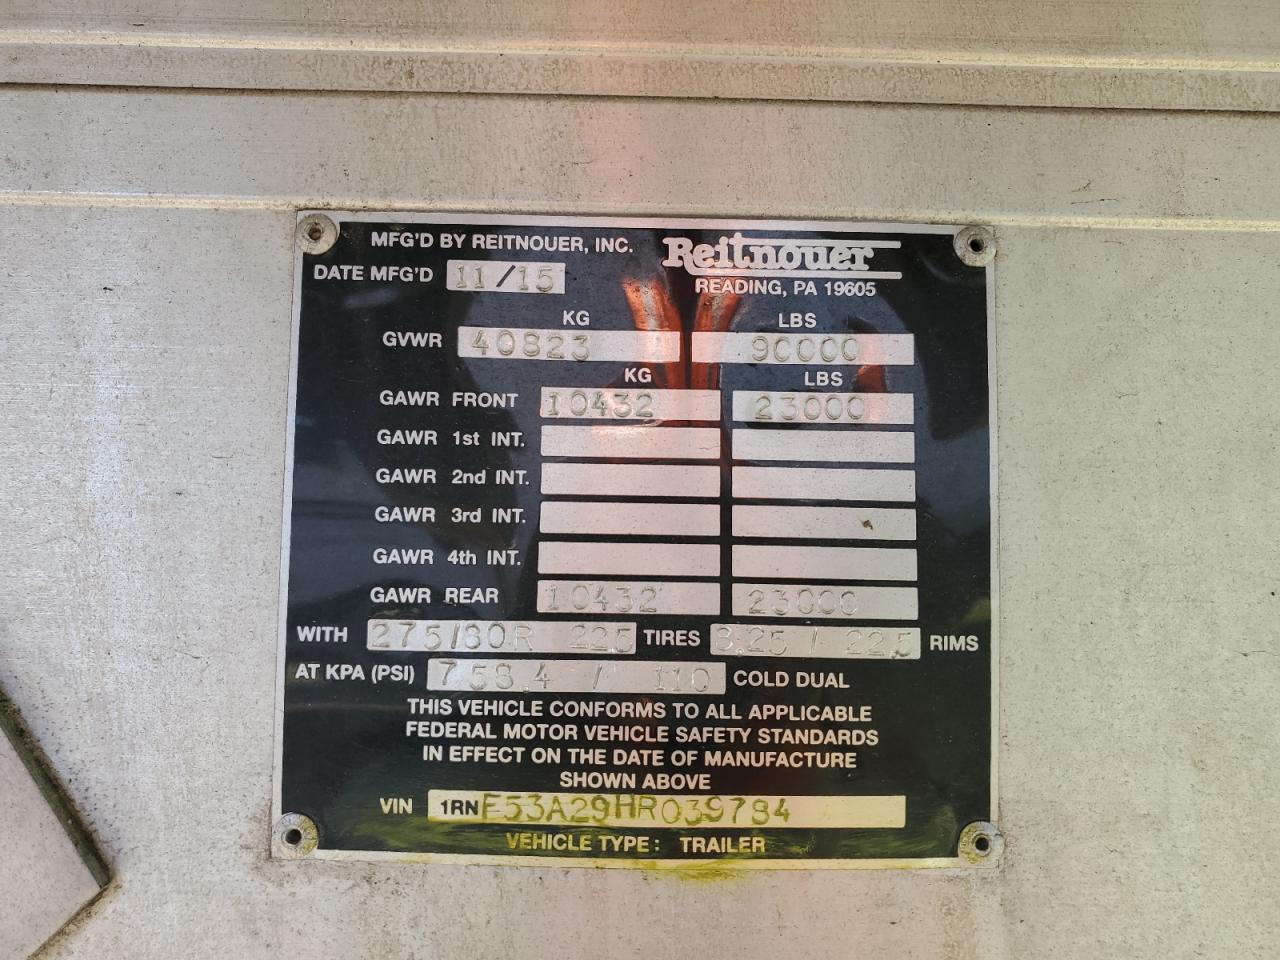 MFG'D BY REITNOUER, INC. Reitnouer
DATE MFG'D 11/15 READING, PA 19605
KG LBS
GVWR 40823 90000
KG LBS
GAWR FRONT 10432 23000
GAWR 1st INT.
GAWR 2nd INT.
GAWR 3rd INT.
GAWR 4th INT.
GAWR REAR 10432 23000
WITH 275/80R 22.5 TIRES 8.25 / 22.5 RIMS
AT KPA (PSI) 758.4 / 110 COLD DUAL
THIS VEHICLE CONFORMS TO ALL APPLICABLE
FEDERAL MOTOR VEHICLE SAFETY STANDARDS
IN EFFECT ON THE DATE OF MANUFACTURE
SHOWN ABOVE
VIN 1RNF53A29HR039784
VEHICLE TYPE: TRAILER